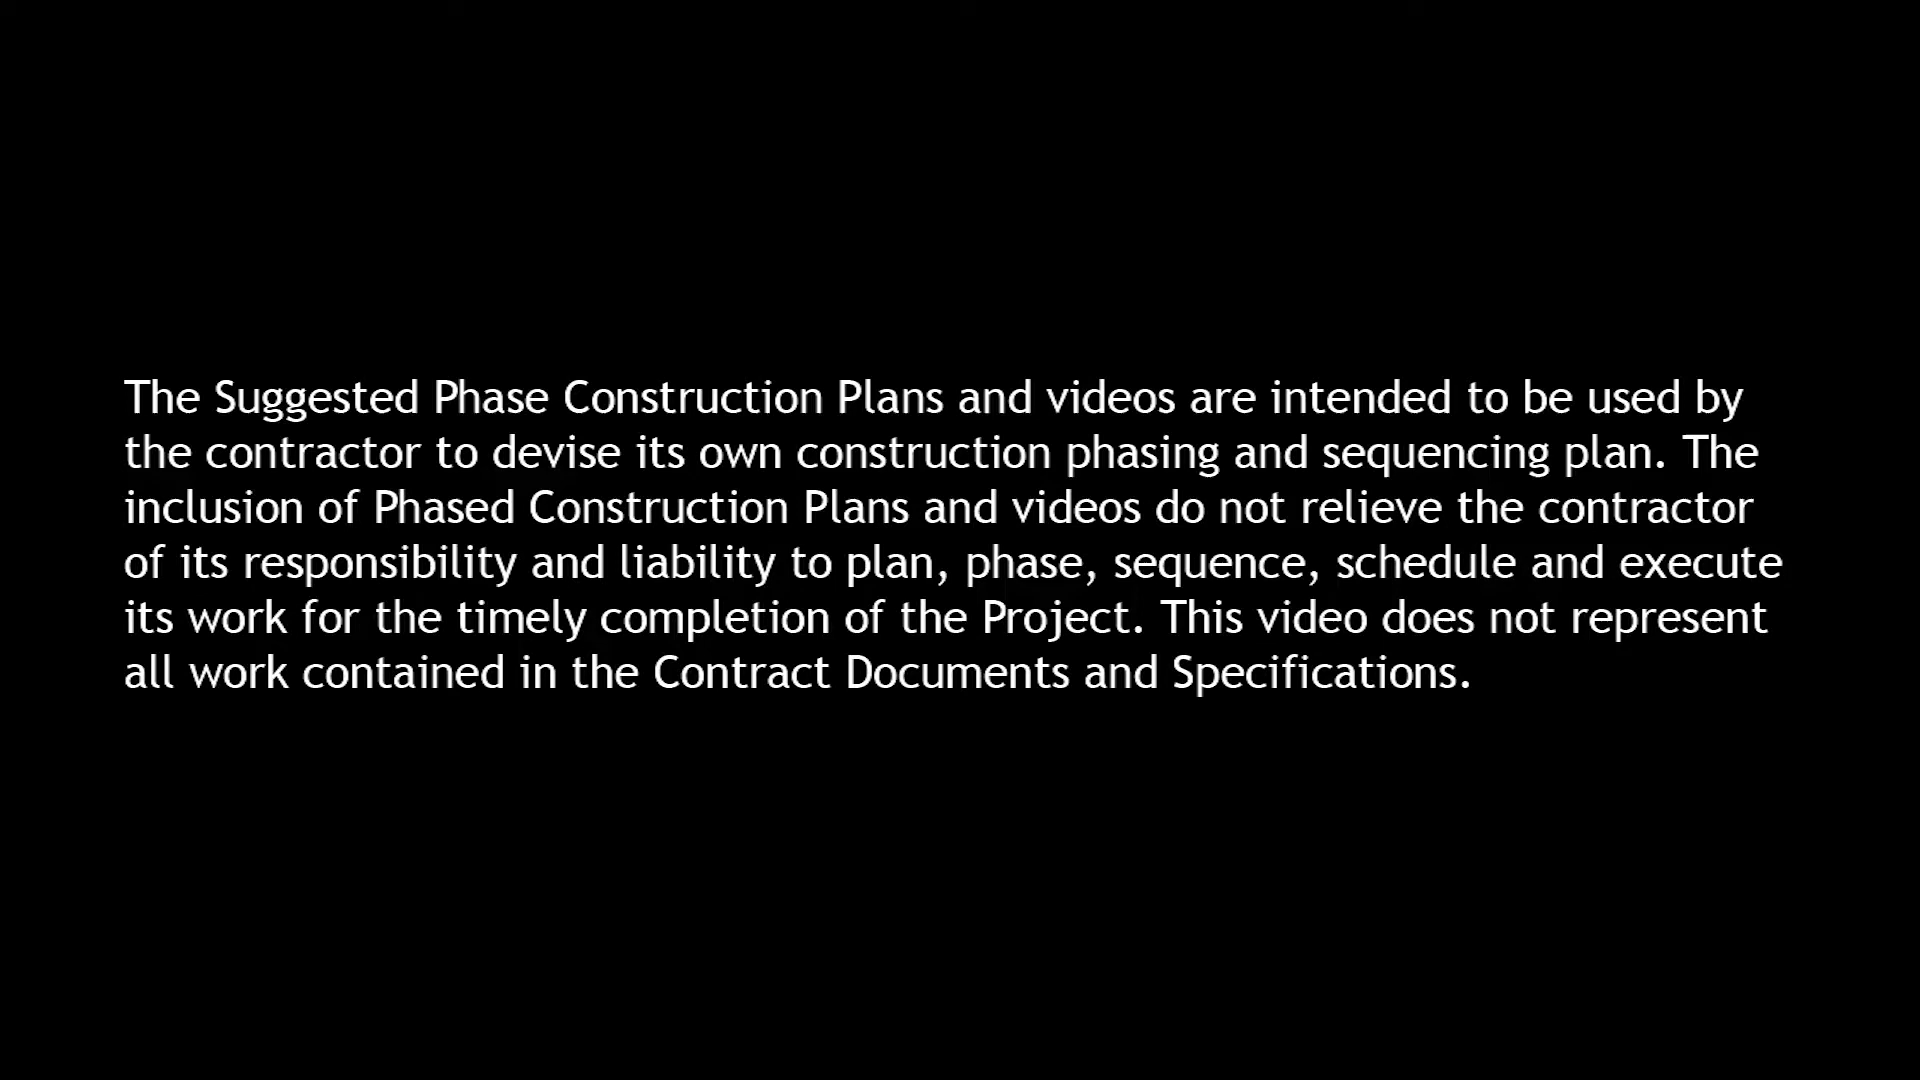 The Suggested Phase Construction Plans and videos are intended to be used by
the contractor to devise its own construction phasing and sequencing plan. The
inclusion of Phased Construction Plans and videos do not relieve the contractor
of its responsibility and liability to plan, phase, sequence, schedule and execute
its work for the timely completion of the Project. This video does not represent
all work contained in the Contract Documents and Specifications.